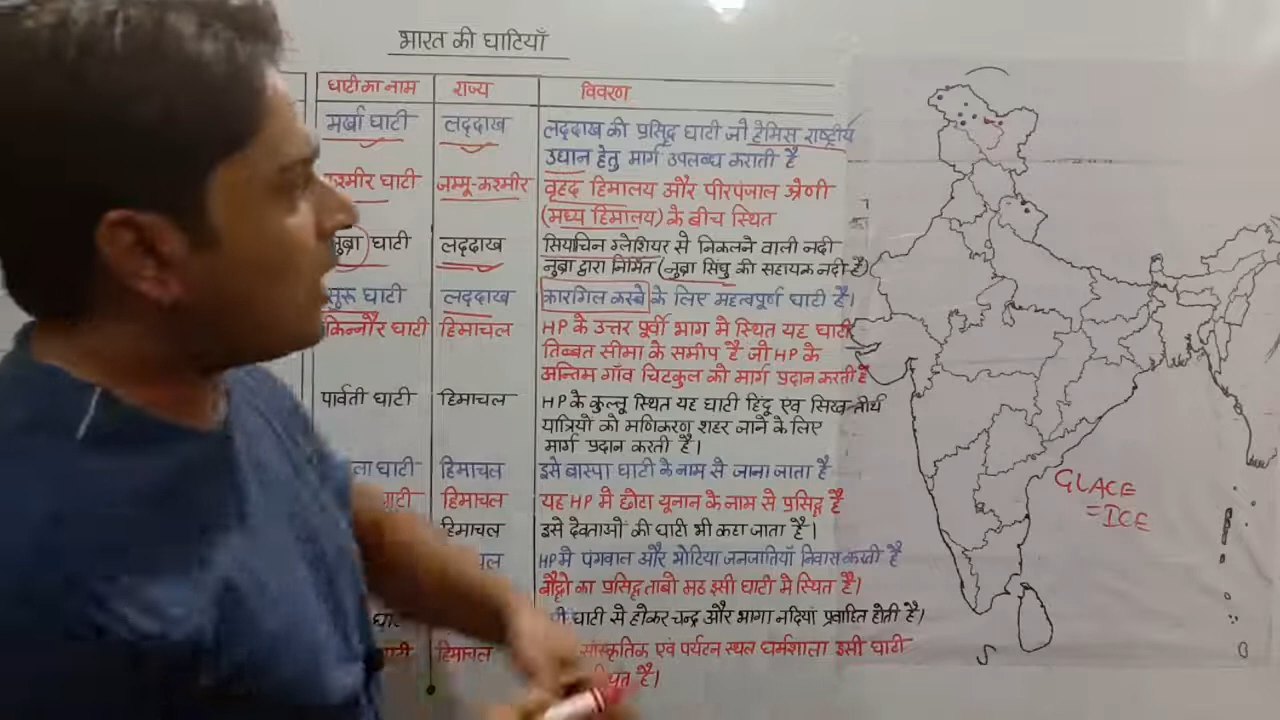 भारत की घाटियाँ
घाटी का नाम राज्य विवरण
मर्खा घाटी लद्दाख लद्दाख की प्रसिद्ध घाटी जो हेमिस राष्ट्रीय
उद्यान हेतु मार्ग उपलब्ध कराती है
कश्मीर घाटी जम्मू-कश्मीर वृहद हिमालय और पीरपंजाल श्रेणी
(मध्य हिमालय) के बीच स्थित
नुब्रा घाटी लद्दाख सियाचिन ग्लेशियर से निकलने वाली नदी
नुब्रा द्वारा निर्मित (नुब्रा सिंधु की सहायक नदी है)
सुरू घाटी लद्दाख कारगिल कस्बे के लिए महत्वपूर्ण घाटी है।
किन्नौर घाटी हिमाचल HP के उत्तर पूर्वी भाग मे स्थित यह घाटी
तिब्बत सीमा के समीप है जो HP के
अन्तिम गाँव चिटकुल को मार्ग प्रदान करती है
पार्वती घाटी हिमाचल HP के कुल्लू स्थित यह घाटी हिंदू एवं सिख तीर्थ
यात्रियों को मणिकरण शहर जाने के लिए
मार्ग प्रदान करती है।
ला घाटी हिमाचल इसे बास्पा घाटी के नाम से जाना जाता है
घाटी हिमाचल यह HP मे छोटा यूनान के नाम से प्रसिद्ध है
हिमाचल इसे देवताओं की घाटी भी कहा जाता है।
HP मे पंगवाल और भोटिया जनजातियाँ निवास करती है
बौद्धो का प्रसिद्ध ताबो मठ इसी घाटी मे स्थित है।
घाटी से होकर चन्द्र और भागा नदियां प्रवाहित होती है।
हिमाचल सांस्कृतिक एवं पर्यटन स्थल धर्मशाला इसी घाटी
है।
GLACE
=ICE